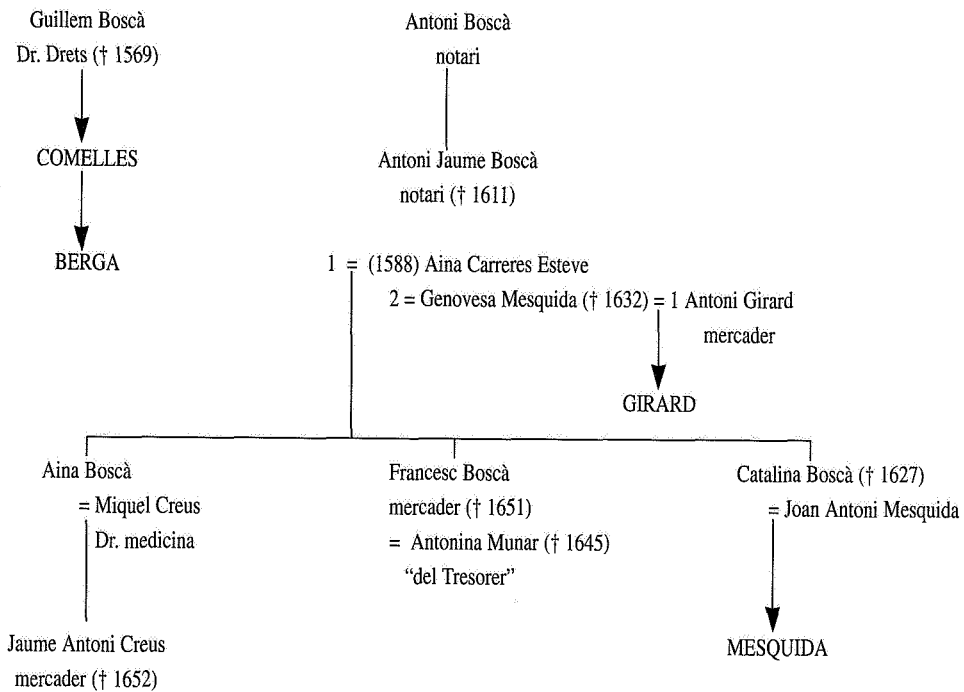 Guillem Boscà
Dr. Drets († 1569)
COMELLES
BERGA
Antoni Boscà
notari
Antoni Jaume Boscà
notari († 1611)
1 = (1588) Aina Carreres Esteve
2 = Genovesa Mesquida († 1632) = 1 Antoni Girard
mercader
GIRARD
Aina Boscà
= Miquel Creus
Dr. medicina
Jaume Antoni Creus
mercader († 1652)
Francesc Boscà
mercader († 1651)
= Antonina Munar († 1645)
“del Tresorer”
Catalina Boscà († 1627)
= Joan Antoni Mesquida
MESQUIDA